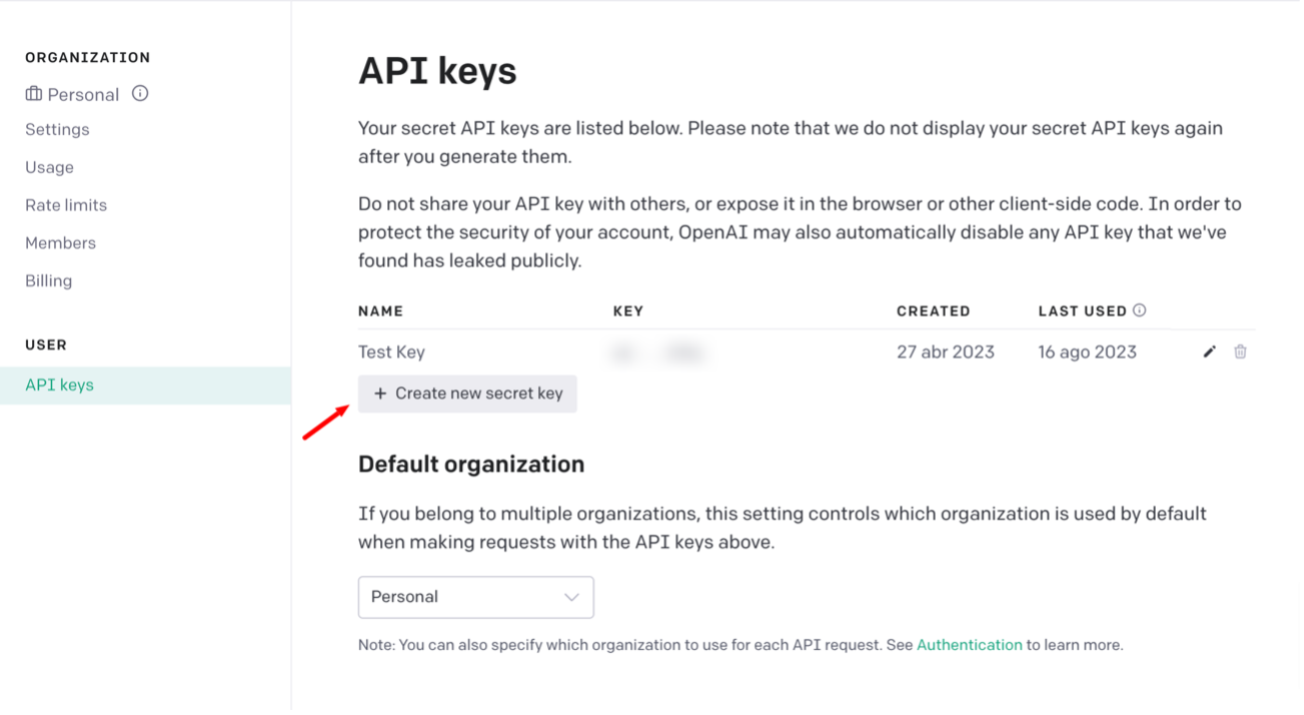 ORGANIZATION
Personal
Settings
Usage
Rate limits
Members
Billing
USER
API keys
API keys
Your secret API keys are listed below. Please note that we do not display your secret API keys again
after you generate them.
Do not share your API key with others, or expose it in the browser or other client-side code. In order to
protect the security of your account, OpenAI may also automatically disable any API key that we've
found has leaked publicly.
NAME KEY CREATED LAST USED
Test Key 27 abr 2023 16 ago 2023
+ Create new secret key
Default organization
If you belong to multiple organizations, this setting controls which organization is used by default
when making requests with the API keys above.
Personal
Note: You can also specify which organization to use for each API request. See Authentication to learn more.